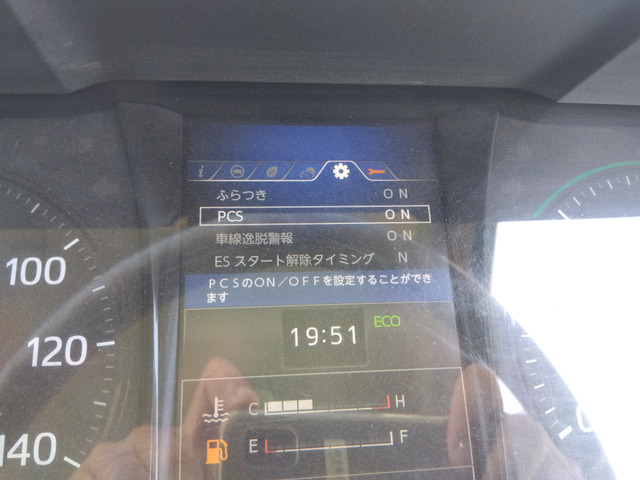 i
ふらつき ON
PCS ON
車線逸脱警報 ON
ESスタート解除タイミング N
PCSのON／OFFを設定することができ
ます
19:51 ECO
100
120
140
C H
E F